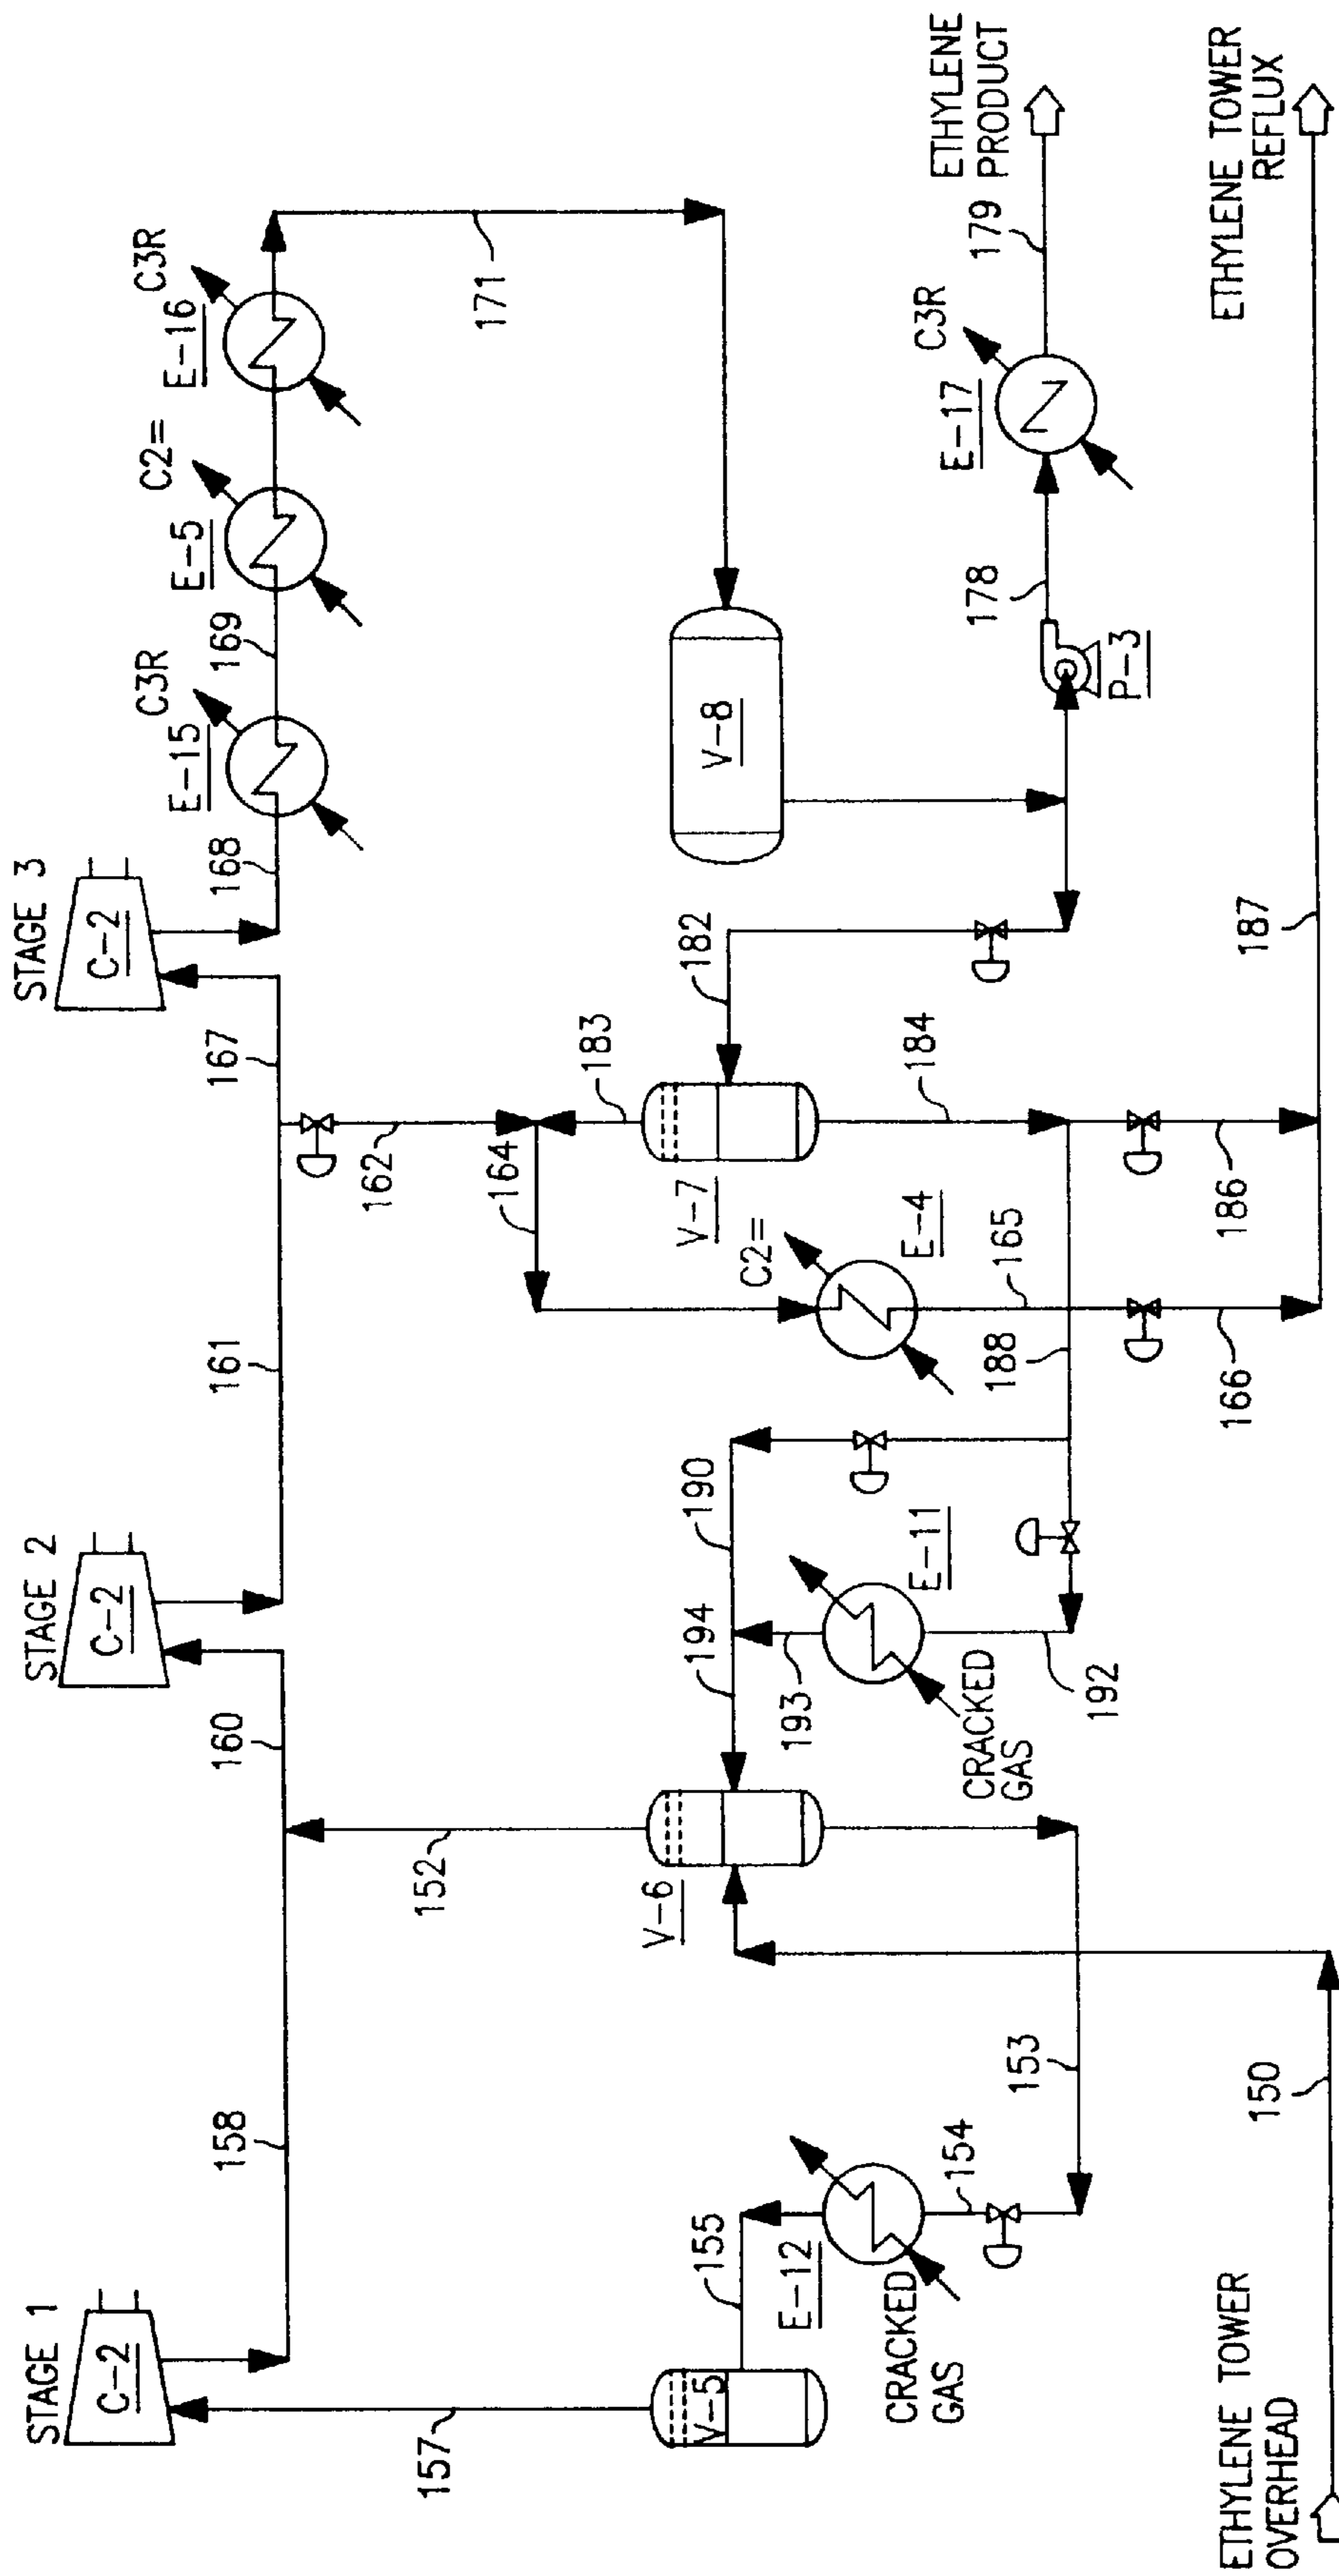 STAGE 1
C-2
STAGE 2
C-2
STAGE 3
C-2
158
160
161
167
168
E-15
C3R
169
E-5
C2=
E-16
C3R
171
157
152
162
164
183
182
V-5
155
E-12
CRACKED
GAS
154
V-6
194
190
193
E-11
CRACKED
GAS
192
C2=
E-4
V-7
184
165
188
V-8
P-3
178
E-17
C3R
179
ETHYLENE
PRODUCT
153
166
186
187
ETHYLENE TOWER
OVERHEAD
150
ETHYLENE TOWER
REFLUX